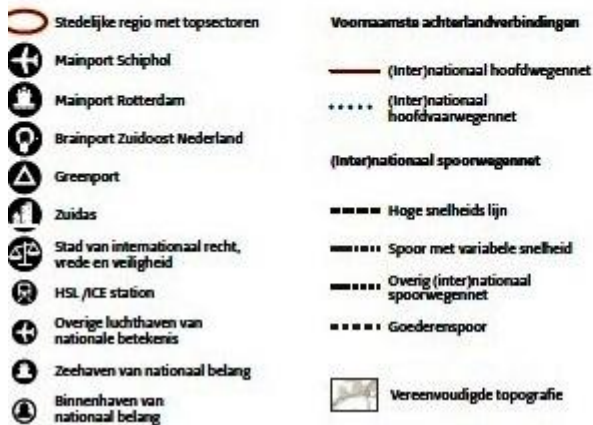 Stedelijke regio met topsectoren
Mainport Schiphol
Mainport Rotterdam
Brainport Zuidoost Nederland
Greenport
Zuidas
Stad van internationaal recht,
vrede en veiligheid
HSL/ICE station
Overige luchthaven van
nationale betekenis
Zeehaven van nationaal belang
Binnenhaven van
nationaal belang
Voornaamste achterlandverbindingen
(Inter)nationaal hoofdwegennet
(Inter)nationaal
hoofdvaarwegennet
(Inter)nationaal spoorwegennet
Hoge snelheids lijn
Spoor met variabele snelheid
Overig (inter)nationaal
spoorwegennet
Goederenspoor
Vereenvoudigde topografie